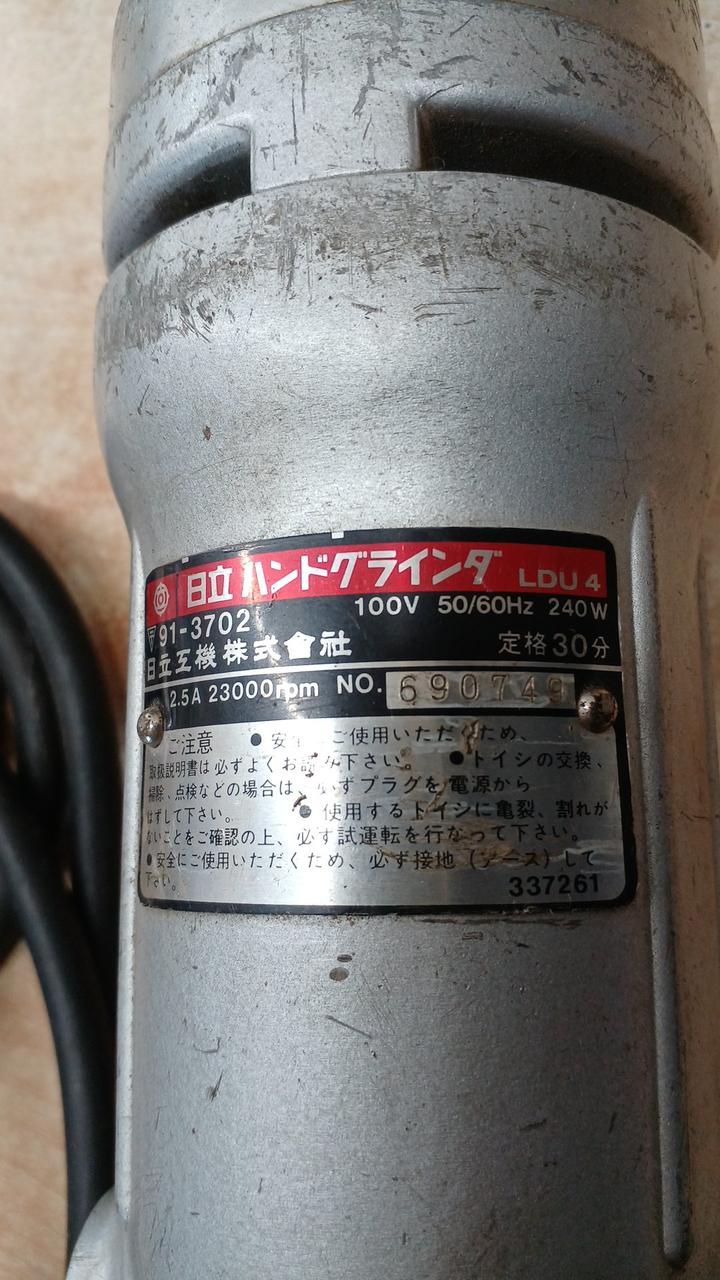 日立 ハンドグラインダ LDU 4
100V 50/60Hz 240W
91-3702
日立工機株式會社 定格30分
2.5A 23000rpm NO. 690749
ご注意 ●安全にご使用いただくため、
取扱説明書は必ずよくお読み下さい。 ●トイシの交換、
掃除、点検などの場合は、必ずプラグを電源から
はずして下さい。 ●使用するトイシに亀裂、割れが
ないことをご確認の上、必ず試運転を行なって下さい。
●安全にご使用いただくため、必ず接地(アース)して
下さい。 337261